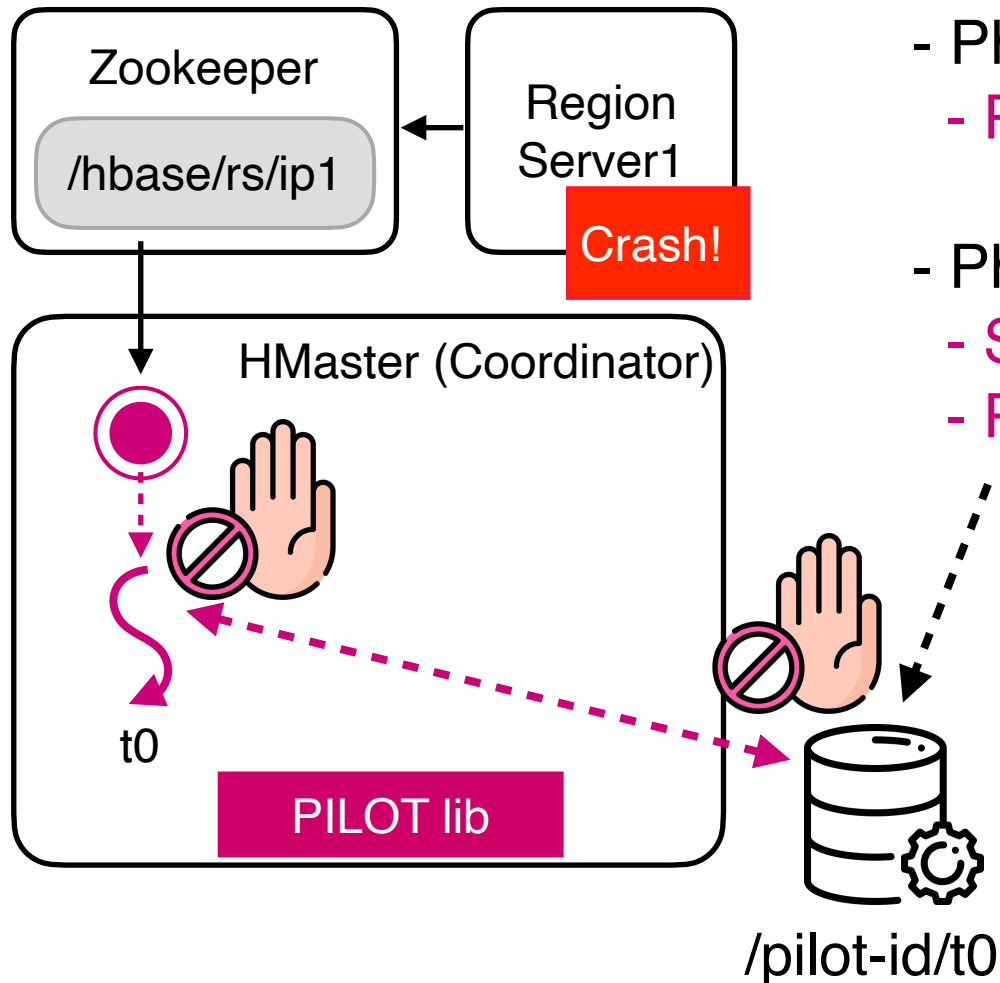 Zookeeper
/hbase/rs/ip1
Region
Server1
Crash!
HMaster (Coordinator)
t0
PILOT lib
/pilot-id/t0